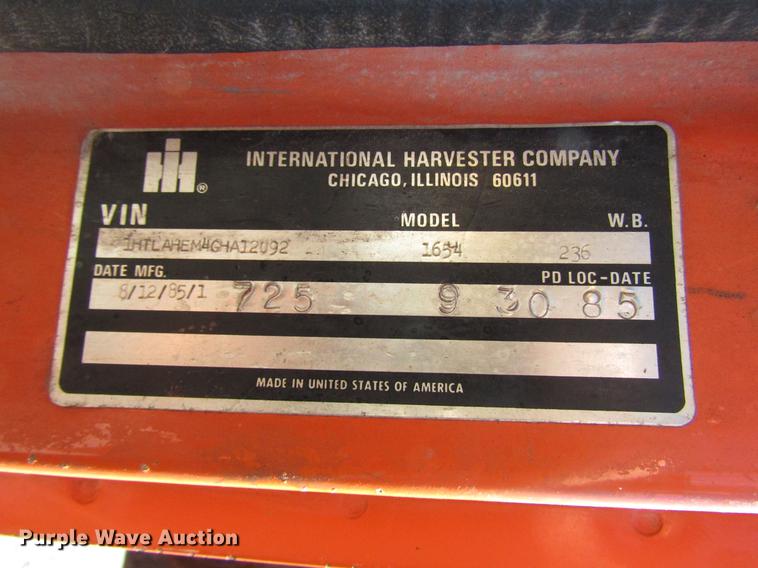 IH®
INTERNATIONAL HARVESTER COMPANY
CHICAGO, ILLINOIS 60611
VIN MODEL W.B.
1HTLAHEM4GHA12092 1654 236
DATE MFG. PD LOC-DATE
8/12/85/1 725 9 30 85
MADE IN UNITED STATES OF AMERICA
Purple Wave Auction